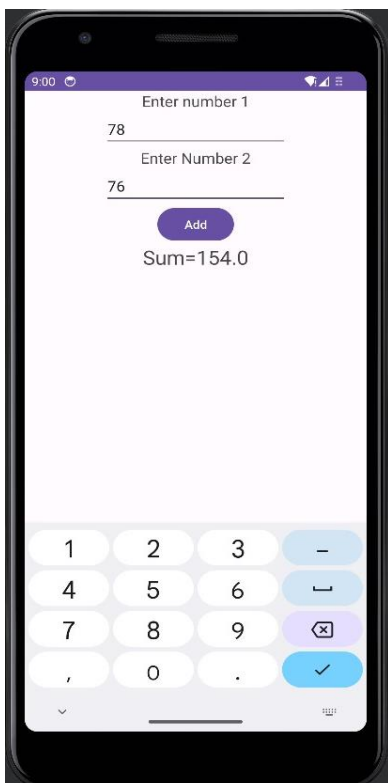 9:00
Enter number 1
78
Enter Number 2
76
Add
Sum=154.0
1 2 3 -
4 5 6
7 8 9
, 0 .